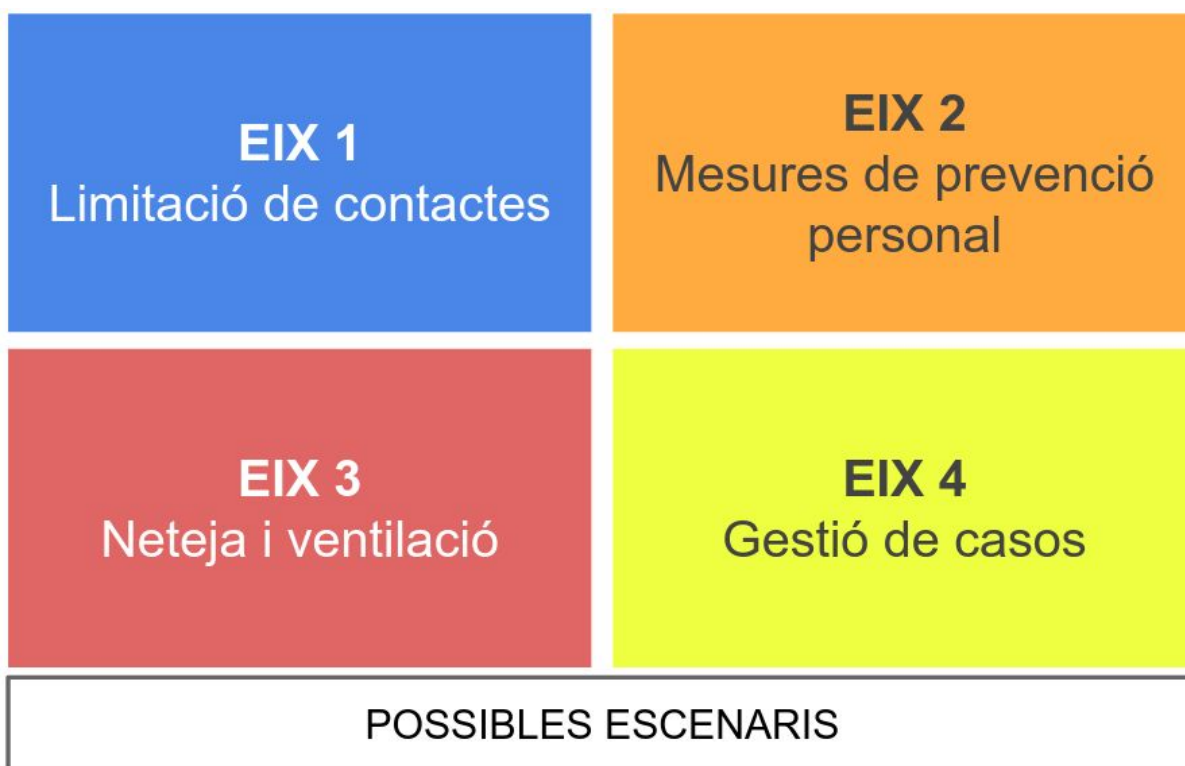 EIX 1
Limitació de contactes
EIX 2
Mesures de prevenció
personal
EIX 3
Neteja i ventilació
EIX 4
Gestió de casos
POSSIBLES ESCENARIS